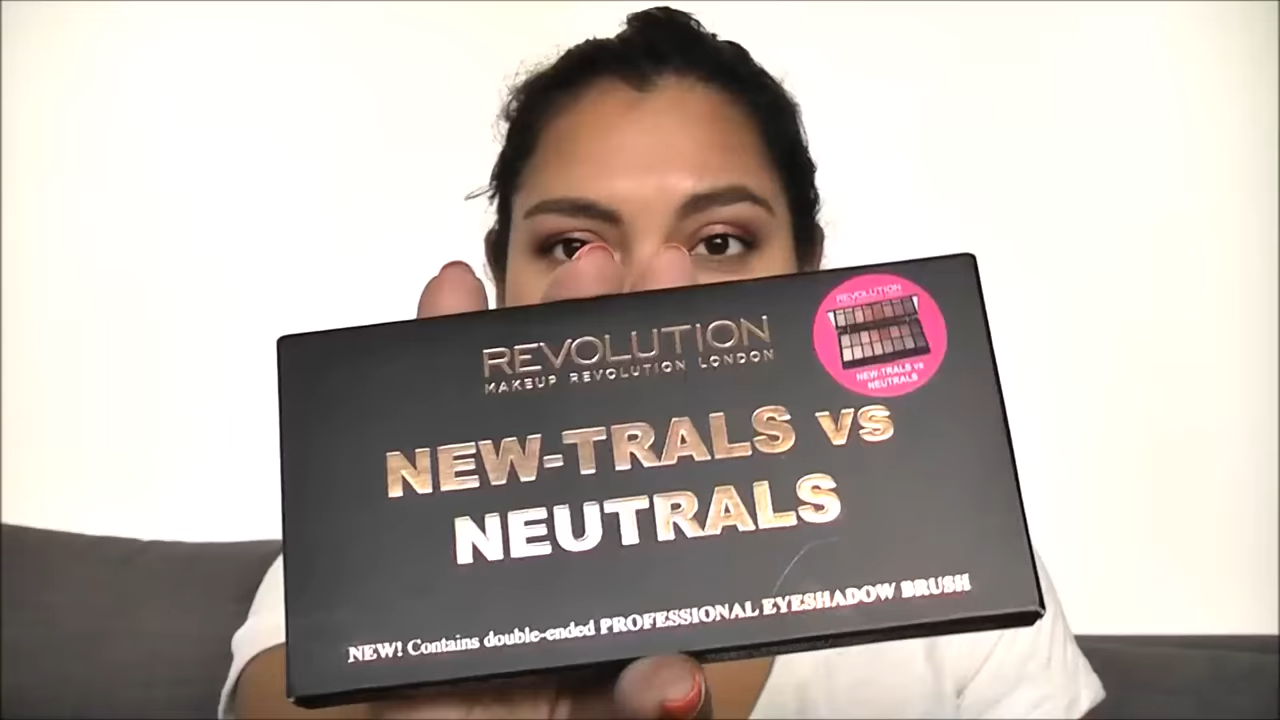 REVOLUTION
MAKEUP REVOLUTION LONDON
REVOLUTION
NEW-TRALS vs
NEUTRALS
NEW-TRALS vs
NEUTRALS
NEW! Contains double-ended PROFESSIONAL EYESHADOW BRUSH